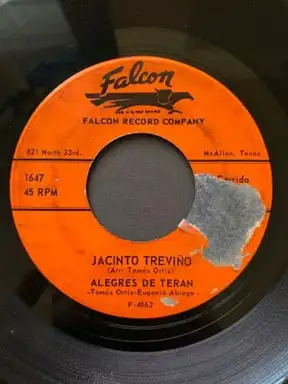 Falcon
FALCON RECORD COMPANY
821 North 23rd. McAllen, Texas
1647 Corrido
45 RPM
JACINTO TREVIÑO
(Arr. Tomás Ortiz)
ALEGRES DE TERAN
-Tomás Ortiz-Eugenio Abrego-
F-4862